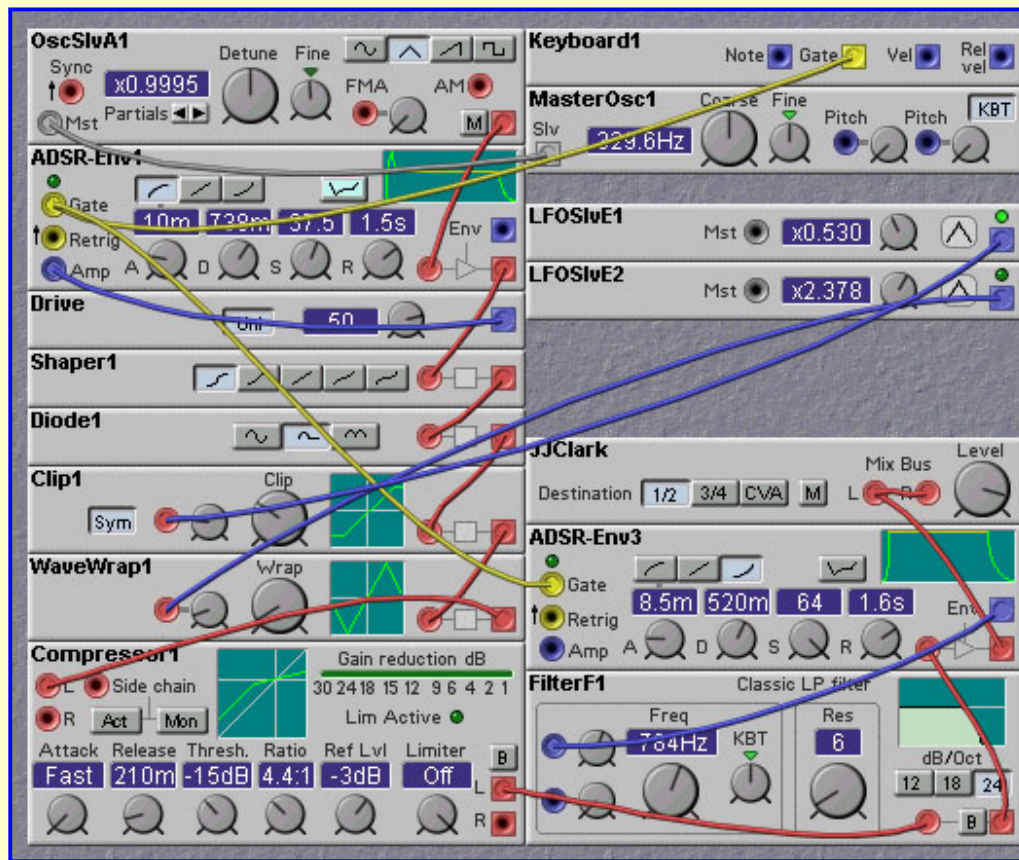 OscSlvA1
Sync
x0.9995
Detune
Fine
FMA
AM
Mst
Partials
M
ADSR-Env1
Gate
Retrig
Amp
10m
37.5
1.5s
A
D
S
R
Env
Drive
Uni
50
Shaper1
Diode1
Clip1
Sym
Clip
WaveWrap1
Wrap
Compressor1
L
Side chain
R
Act
Mon
Gain reduction dB
30 24 18 15 12 9 6 4 2 1
Lim Active
Attack
Release
Thresh.
Ratio
Ref Lvl
Limiter
B
Fast
210m
-15dB
4.4:1
-3dB
Off
L
R
Keyboard1
Note
Gate
Vel
Rel vel
MasterOsc1
Coarse
Fine
Pitch
Pitch
KBT
Slv
329.6Hz
LFOSlvE1
Mst
x0.530
LFOSlvE2
Mst
x2.378
JJClark
Mix Bus
Level
Destination
1/2
3/4
CVA
M
L
R
ADSR-Env3
Gate
Retrig
Amp
8.5m
520m
64
1.6s
Env
A
D
S
R
FilterF1
Classic LP filter
Freq
Res
784Hz
KBT
6
dB/Oct
12
18
24
B